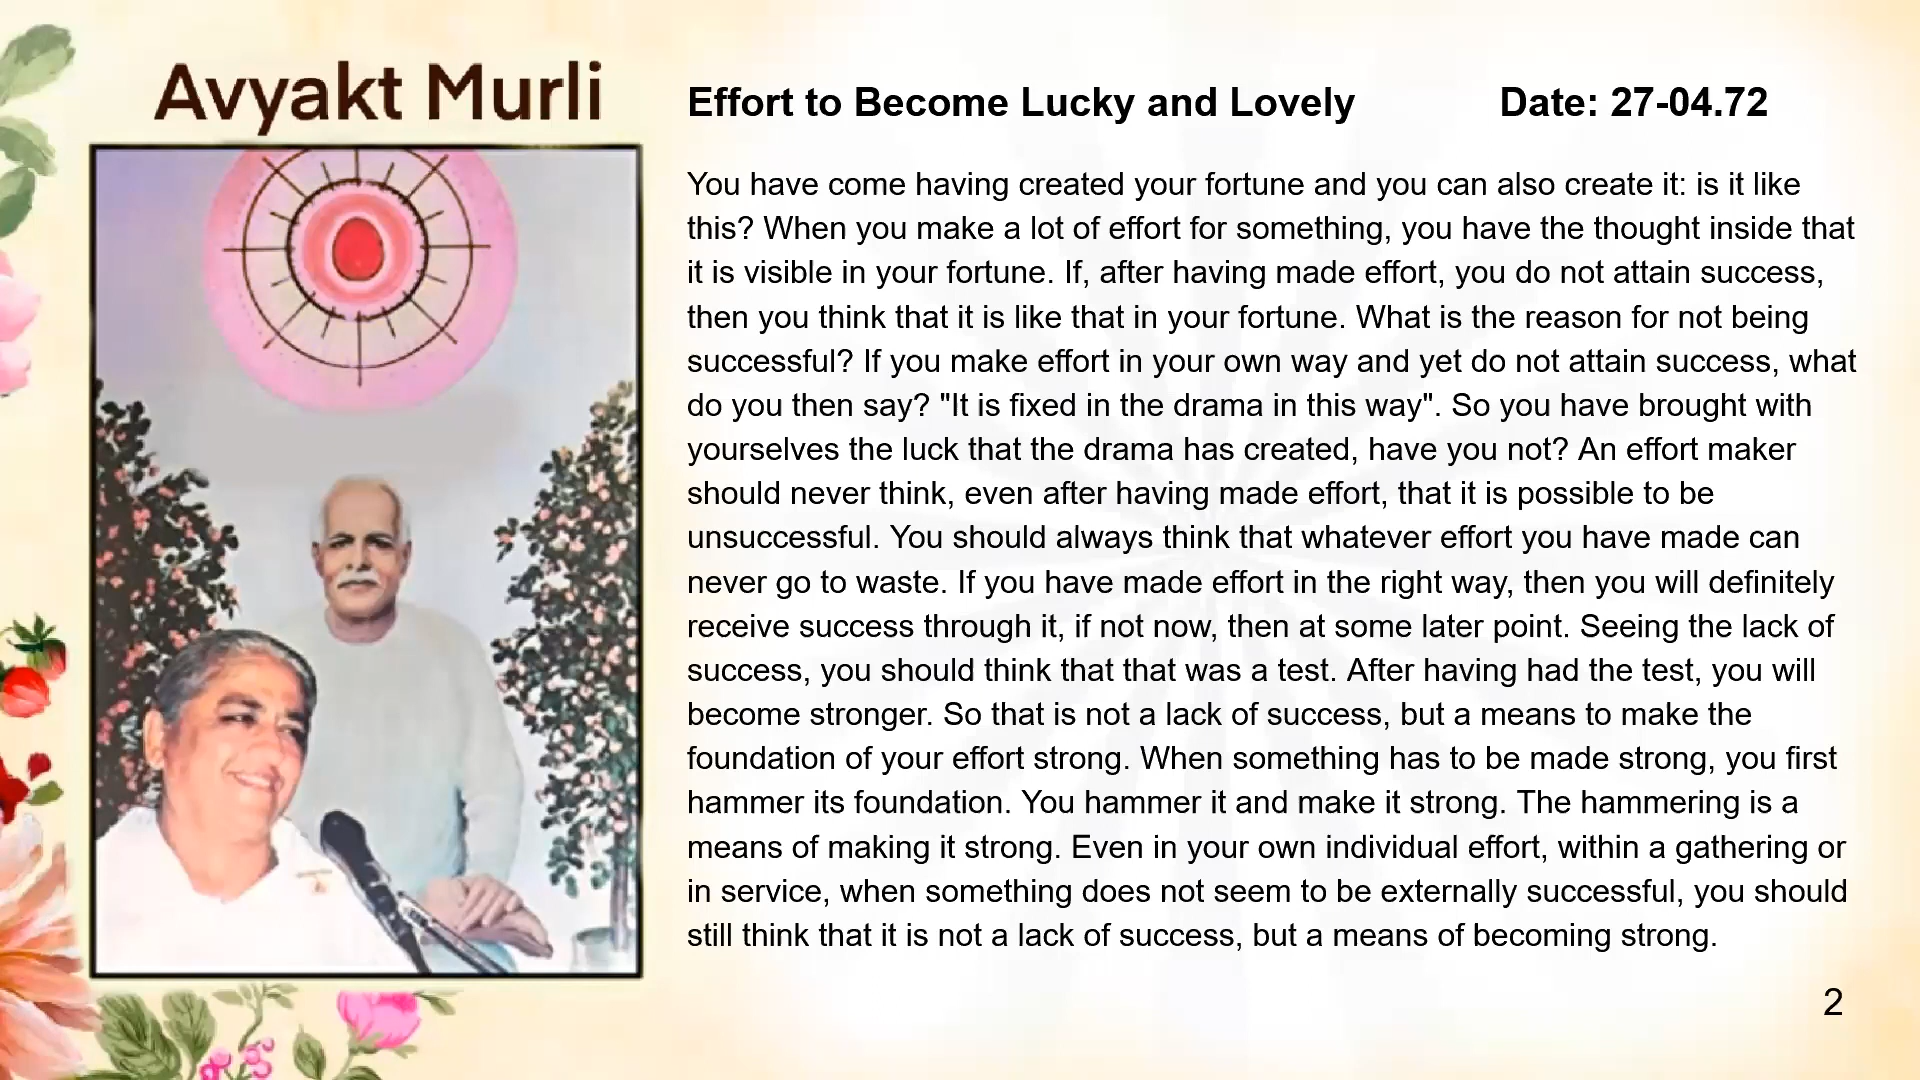 Avyakt Murli
Effort to Become Lucky and Lovely Date: 27-04.72
You have come having created your fortune and you can also create it: is it like
this? When you make a lot of effort for something, you have the thought inside that
it is visible in your fortune. If, after having made effort, you do not attain success,
then you think that it is like that in your fortune. What is the reason for not being
successful? If you make effort in your own way and yet do not attain success, what
do you then say? "It is fixed in the drama in this way". So you have brought with
yourselves the luck that the drama has created, have you not? An effort maker
should never think, even after having made effort, that it is possible to be
unsuccessful. You should always think that whatever effort you have made can
never go to waste. If you have made effort in the right way, then you will definitely
receive success through it, if not now, then at some later point. Seeing the lack of
success, you should think that that was a test. After having had the test, you will
become stronger. So that is not a lack of success, but a means to make the
foundation of your effort strong. When something has to be made strong, you first
hammer its foundation. You hammer it and make it strong. The hammering is a
means of making it strong. Even in your own individual effort, within a gathering or
in service, when something does not seem to be externally successful, you should
still think that it is not a lack of success, but a means of becoming strong.
2